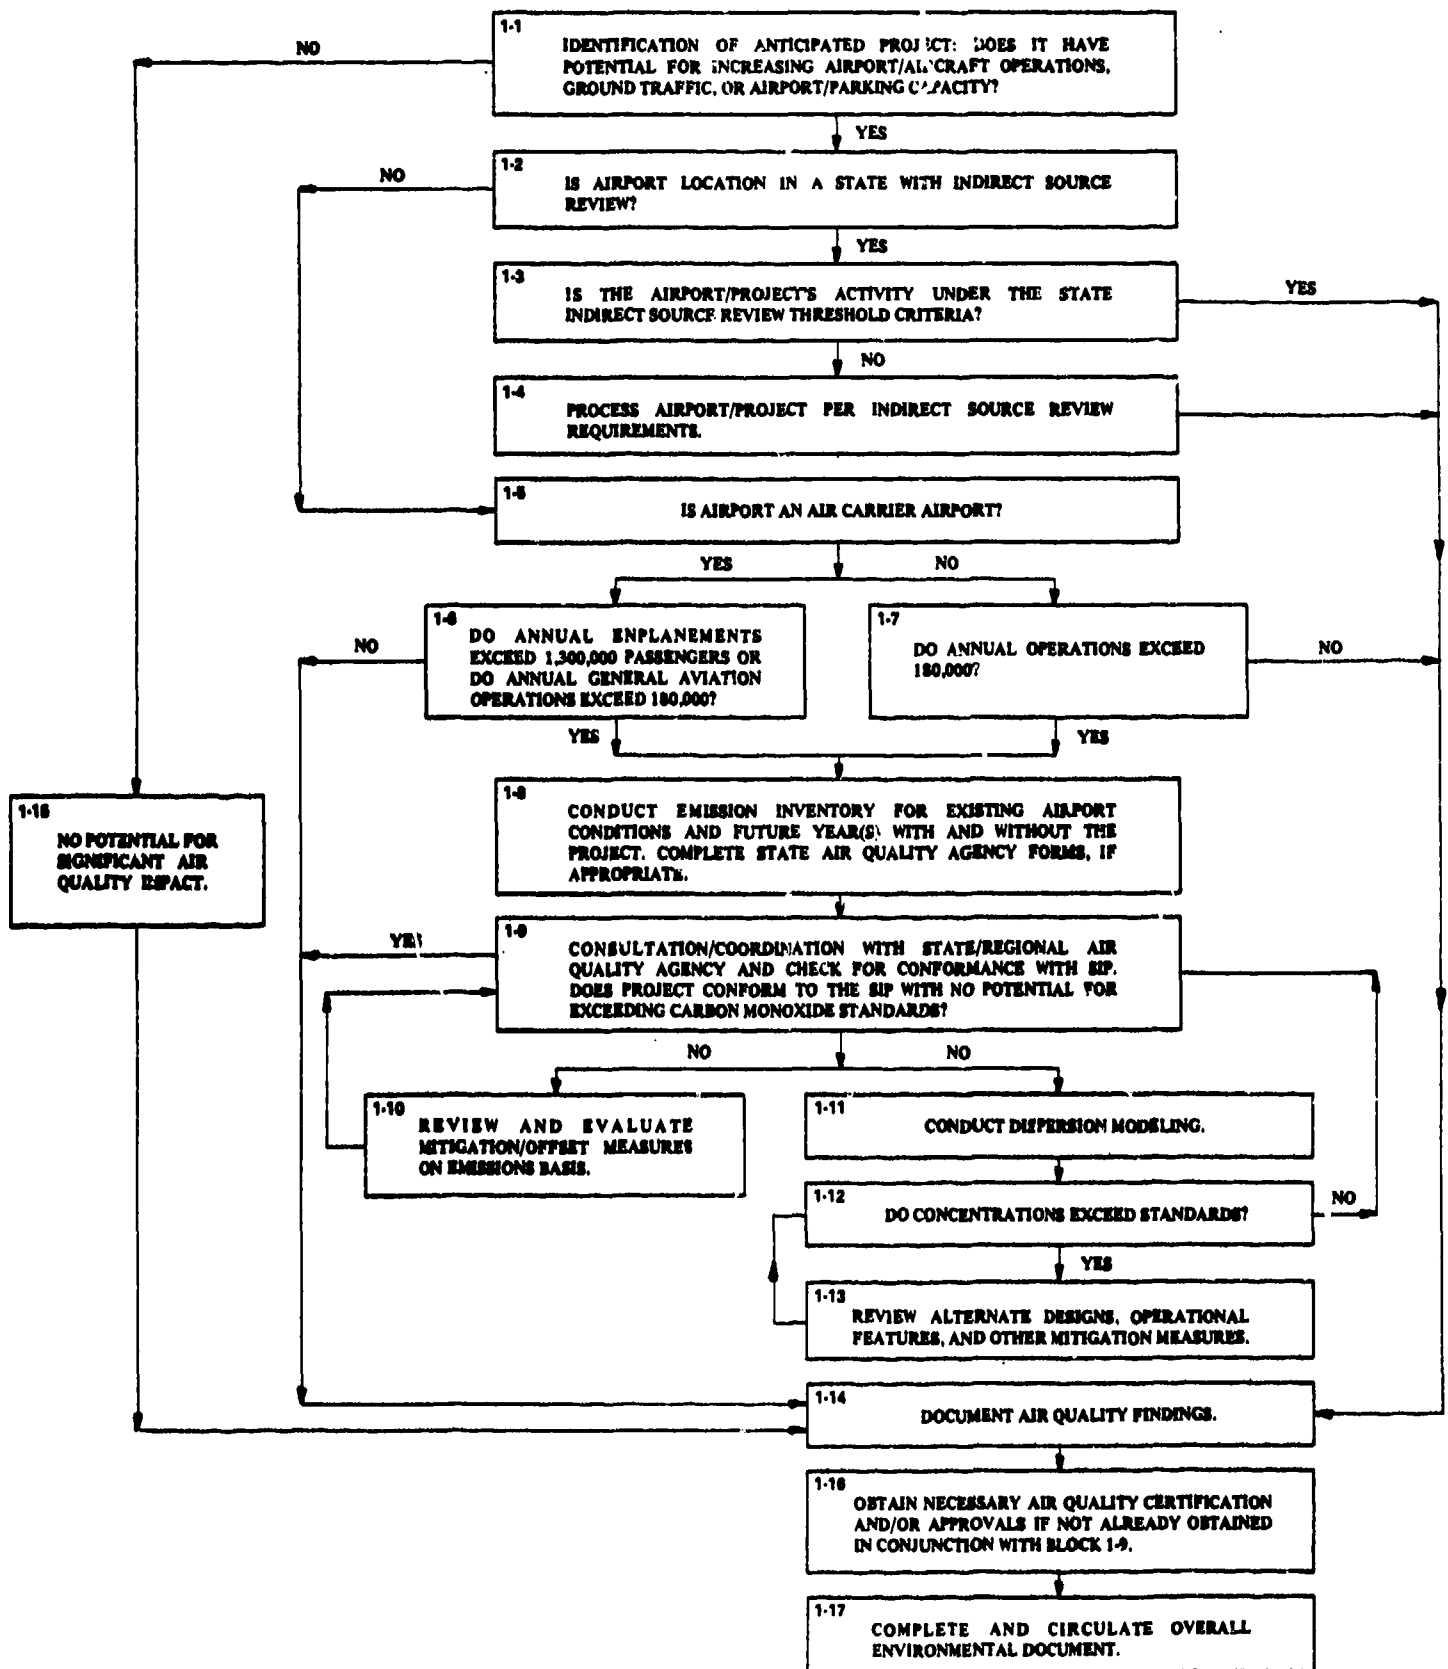 1-1
IDENTIFICATION OF ANTICIPATED PROJECT: DOES IT HAVE
POTENTIAL FOR INCREASING AIRPORT/AIRCRAFT OPERATIONS,
GROUND TRAFFIC, OR AIRPORT/PARKING CAPACITY?
NO
YES
1-2
IS AIRPORT LOCATION IN A STATE WITH INDIRECT SOURCE
REVIEW?
NO
YES
1-3
IS THE AIRPORT/PROJECT'S ACTIVITY UNDER THE STATE
INDIRECT SOURCE REVIEW THRESHOLD CRITERIA?
YES
NO
1-4
PROCESS AIRPORT/PROJECT PER INDIRECT SOURCE REVIEW
REQUIREMENTS.
1-5
IS AIRPORT AN AIR CARRIER AIRPORT?
YES
NO
1-6
DO ANNUAL ENPLANEMENTS
EXCEED 1,300,000 PASSENGERS OR
DO ANNUAL GENERAL AVIATION
OPERATIONS EXCEED 180,000?
NO
1-7
DO ANNUAL OPERATIONS EXCEED
180,000?
NO
YES
YES
1-8
CONDUCT EMISSION INVENTORY FOR EXISTING AIRPORT
CONDITIONS AND FUTURE YEAR(S) WITH AND WITHOUT THE
PROJECT. COMPLETE STATE AIR QUALITY AGENCY FORMS, IF
APPROPRIATE.
1-15
NO POTENTIAL FOR
SIGNIFICANT AIR
QUALITY IMPACT.
1-9
CONSULTATION/COORDINATION WITH STATE/REGIONAL AIR
QUALITY AGENCY AND CHECK FOR CONFORMANCE WITH SIP.
DOES PROJECT CONFORM TO THE SIP WITH NO POTENTIAL FOR
EXCEEDING CARBON MONOXIDE STANDARDS?
YES
NO
NO
1-10
REVIEW AND EVALUATE
MITIGATION/OFFSET MEASURES
ON EMISSIONS BASIS.
1-11
CONDUCT DISPERSION MODELING.
1-12
DO CONCENTRATIONS EXCEED STANDARDS?
NO
YES
1-13
REVIEW ALTERNATE DESIGNS, OPERATIONAL
FEATURES, AND OTHER MITIGATION MEASURES.
1-14
DOCUMENT AIR QUALITY FINDINGS.
1-16
OBTAIN NECESSARY AIR QUALITY CERTIFICATION
AND/OR APPROVALS IF NOT ALREADY OBTAINED
IN CONJUNCTION WITH BLOCK 1-9.
1-17
COMPLETE AND CIRCULATE OVERALL
ENVIRONMENTAL DOCUMENT.